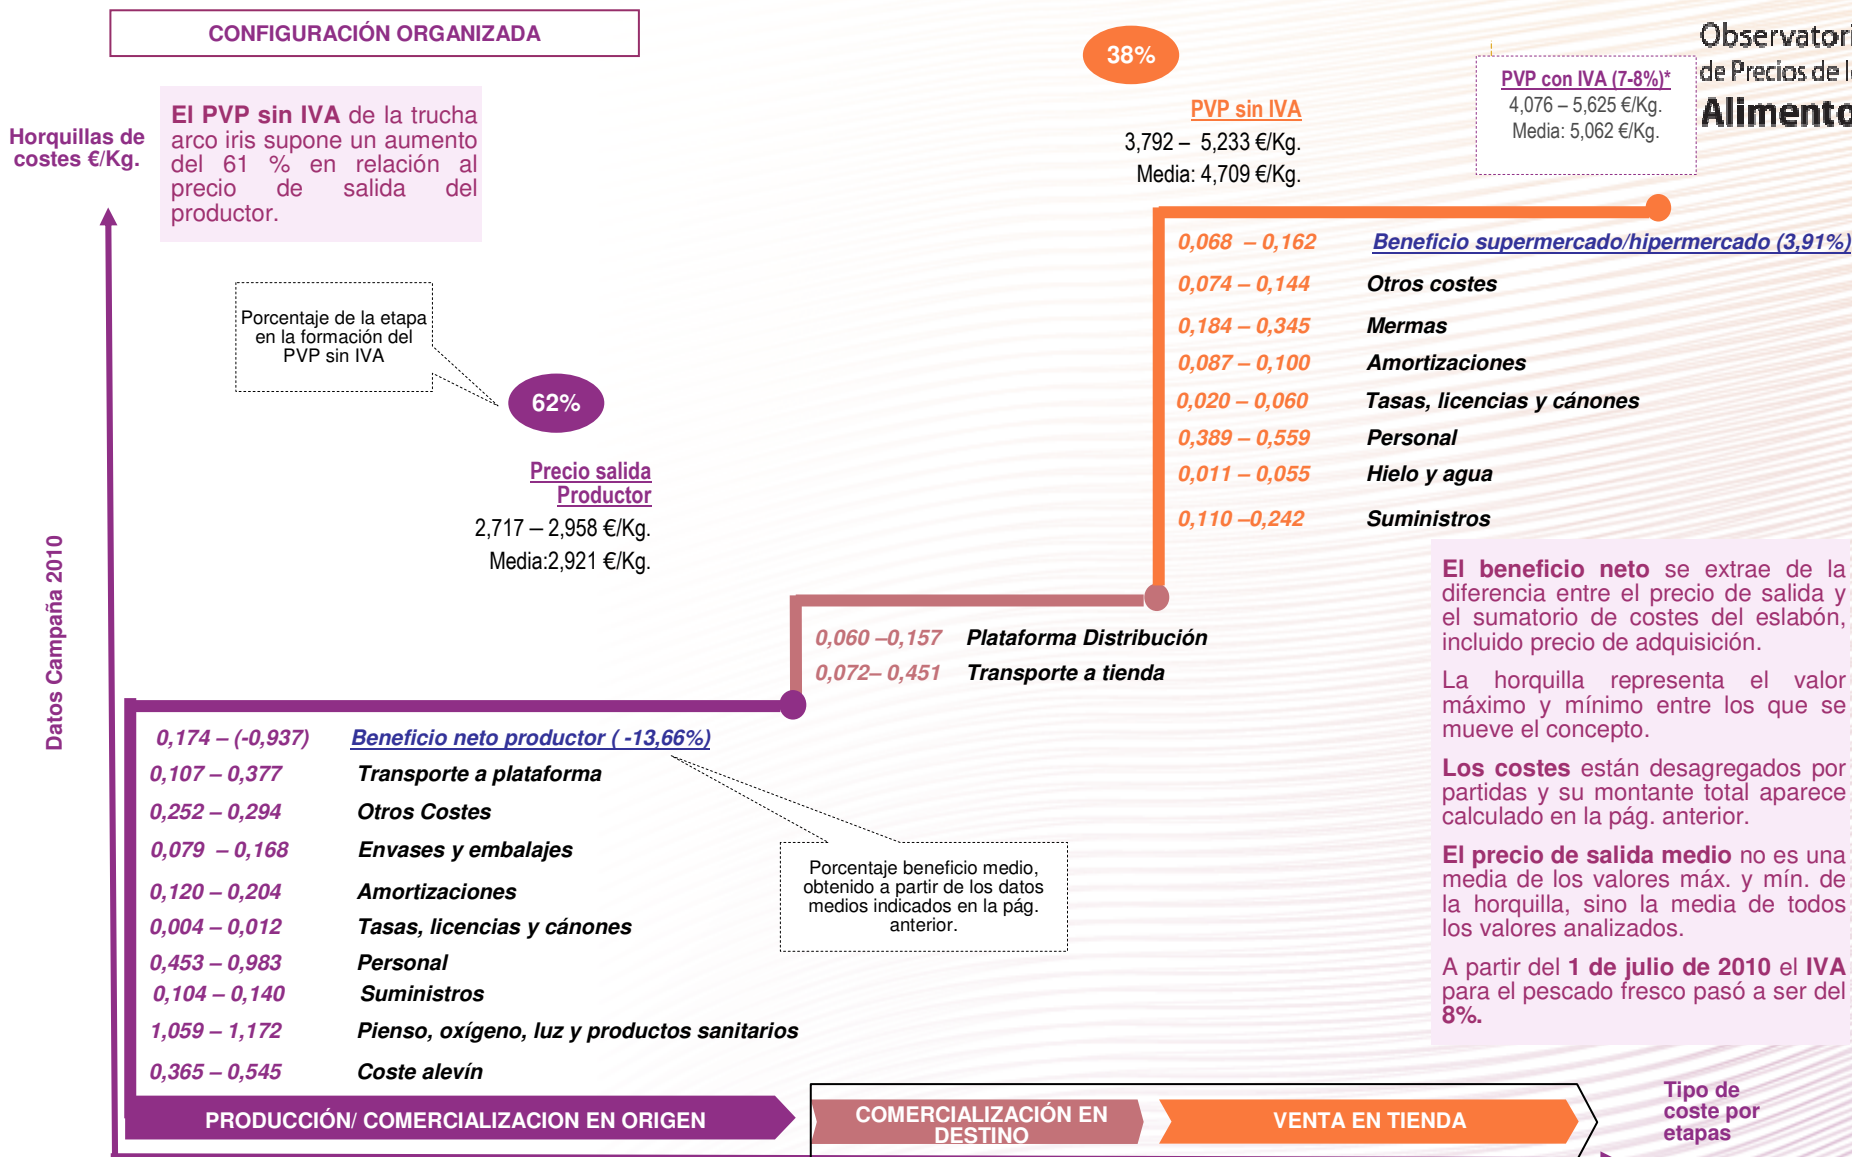 CONFIGURACIÓN ORGANIZADA
Horquillas de
costes €/Kg.
El PVP sin IVA de la trucha
arco iris supone un aumento
del 61 % en relación al
precio de salida del
productor.
Porcentaje de la etapa
en la formación del
PVP sin IVA
62%
Precio salida
Productor
2,717 – 2,958 €/Kg.
Media:2,921 €/Kg.
38%
PVP sin IVA
3,792 – 5,233 €/Kg.
Media: 4,709 €/Kg.
PVP con IVA (7-8%)*
4,076 – 5,625 €/Kg.
Media: 5,062 €/Kg.
Observatori
de Precios de l
Alimento
0,068 – 0,162 Beneficio supermercado/hipermercado (3,91%)
0,074 – 0,144 Otros costes
0,184 – 0,345 Mermas
0,087 – 0,100 Amortizaciones
0,020 – 0,060 Tasas, licencias y cánones
0,389 – 0,559 Personal
0,011 – 0,055 Hielo y agua
0,110 –0,242 Suministros
0,060 –0,157 Plataforma Distribución
0,072– 0,451 Transporte a tienda
Datos Campaña 2010
0,174 – (-0,937) Beneficio neto productor ( -13,66%)
0,107 – 0,377 Transporte a plataforma
0,252 – 0,294 Otros Costes
0,079 – 0,168 Envases y embalajes
0,120 – 0,204 Amortizaciones
0,004 – 0,012 Tasas, licencias y cánones
0,453 – 0,983 Personal
0,104 – 0,140 Suministros
1,059 – 1,172 Pienso, oxígeno, luz y productos sanitarios
0,365 – 0,545 Coste alevín
Porcentaje beneficio medio,
obtenido a partir de los datos
medios indicados en la pág.
anterior.
El beneficio neto se extrae de la
diferencia entre el precio de salida y
el sumatorio de costes del eslabón,
incluido precio de adquisición.
La horquilla representa el valor
máximo y mínimo entre los que se
mueve el concepto.
Los costes están desagregados por
partidas y su montante total aparece
calculado en la pág. anterior.
El precio de salida medio no es una
media de los valores máx. y mín. de
la horquilla, sino la media de todos
los valores analizados.
A partir del 1 de julio de 2010 el IVA
para el pescado fresco pasó a ser del
8%.
PRODUCCIÓN/ COMERCIALIZACION EN ORIGEN
COMERCIALIZACIÓN EN
DESTINO
VENTA EN TIENDA
Tipo de
coste por
etapas